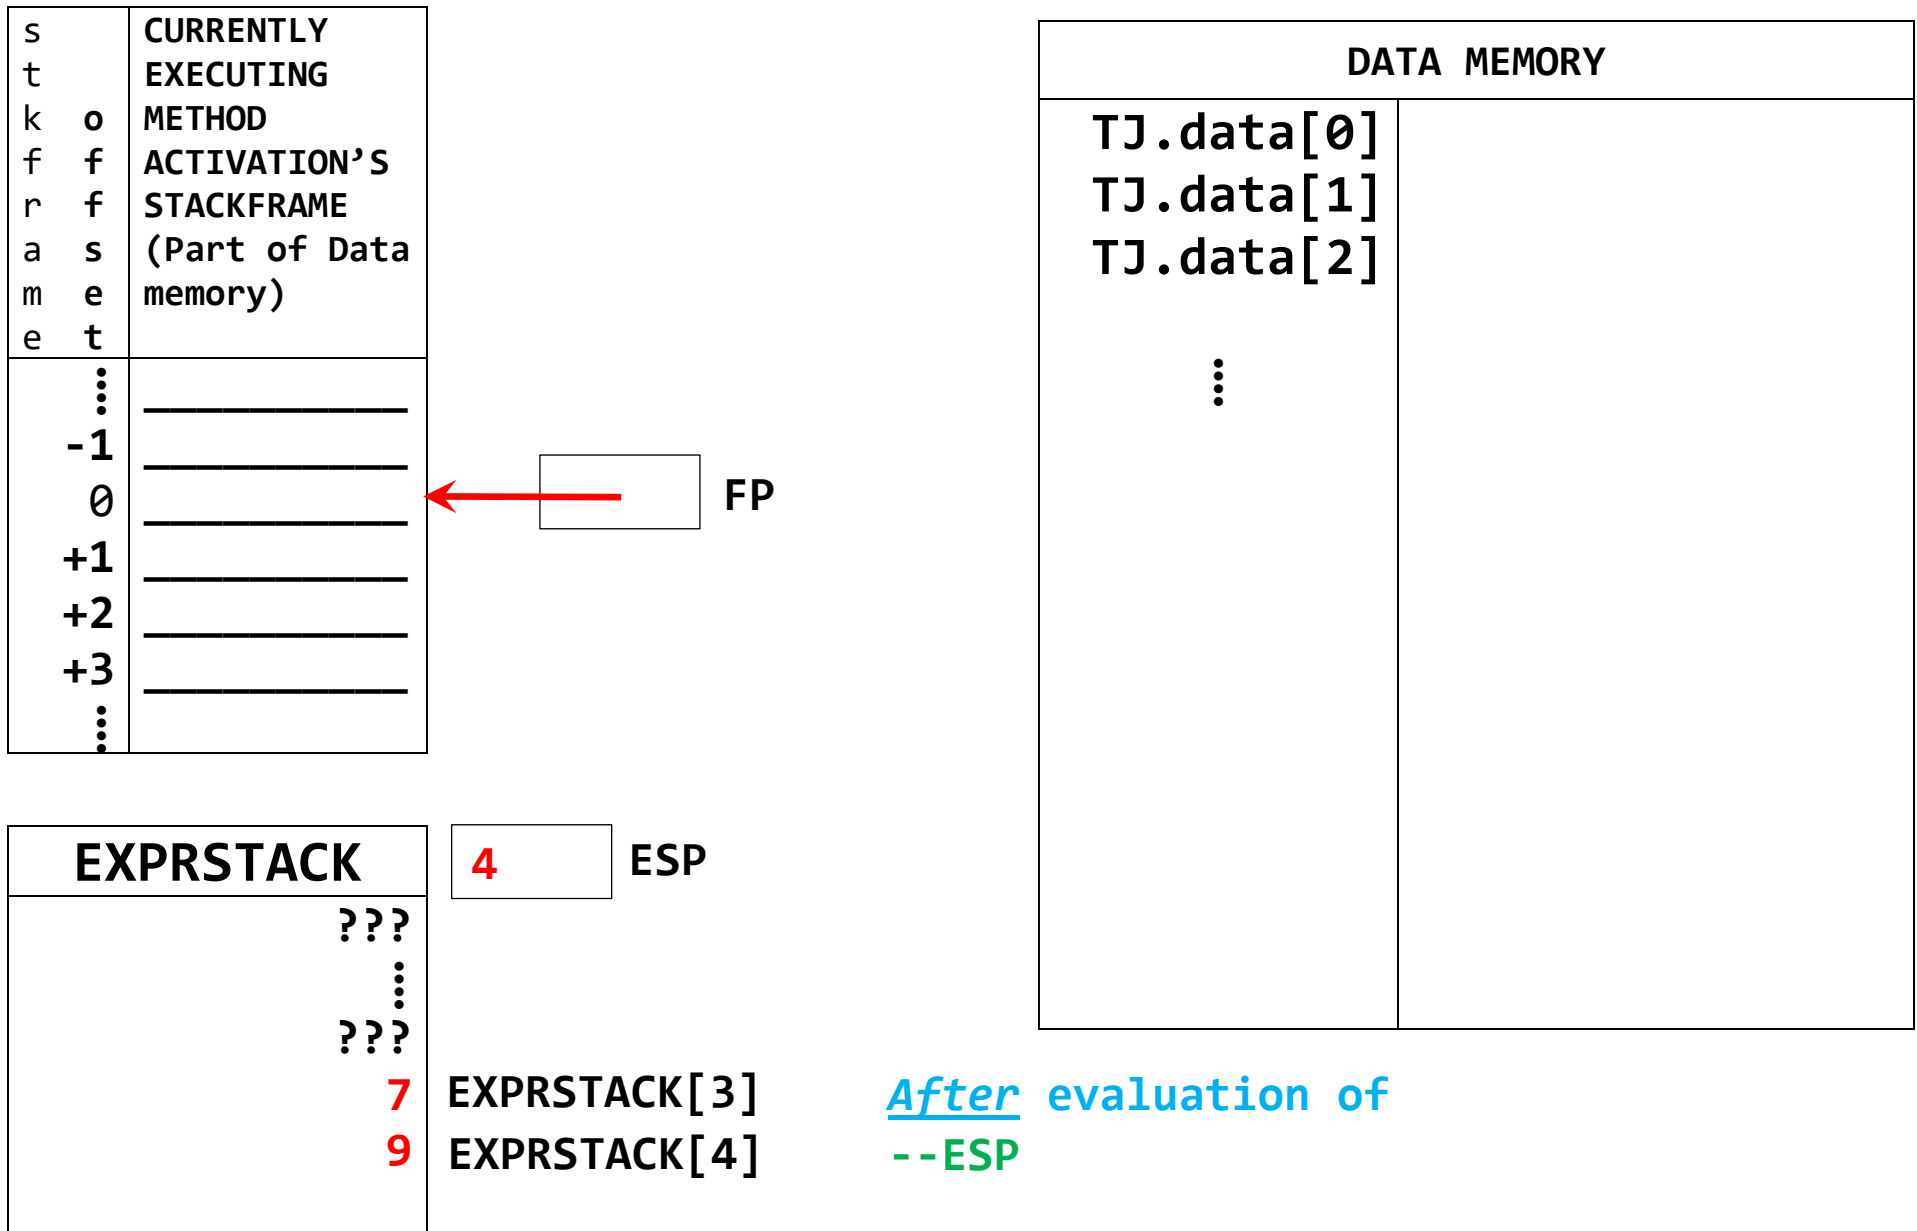 s CURRENTLY
t EXECUTING
k o METHOD
f f ACTIVATION’S
r f STACKFRAME
a s (Part of Data
m e memory)
e t
-1
0
+1
+2
+3
FP
DATA MEMORY
TJ.data[0]
TJ.data[1]
TJ.data[2]
EXPRSTACK
4 ESP
???
???
7 EXPRSTACK[3]
9 EXPRSTACK[4]
After evaluation of
--ESP